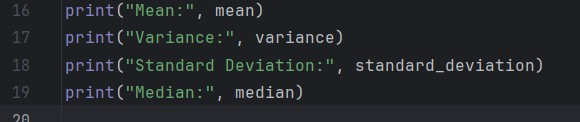 16 print("Mean:", mean)
17 print("Variance:", variance)
18 print("Standard Deviation:", standard_deviation)
19 print("Median:", median)
20